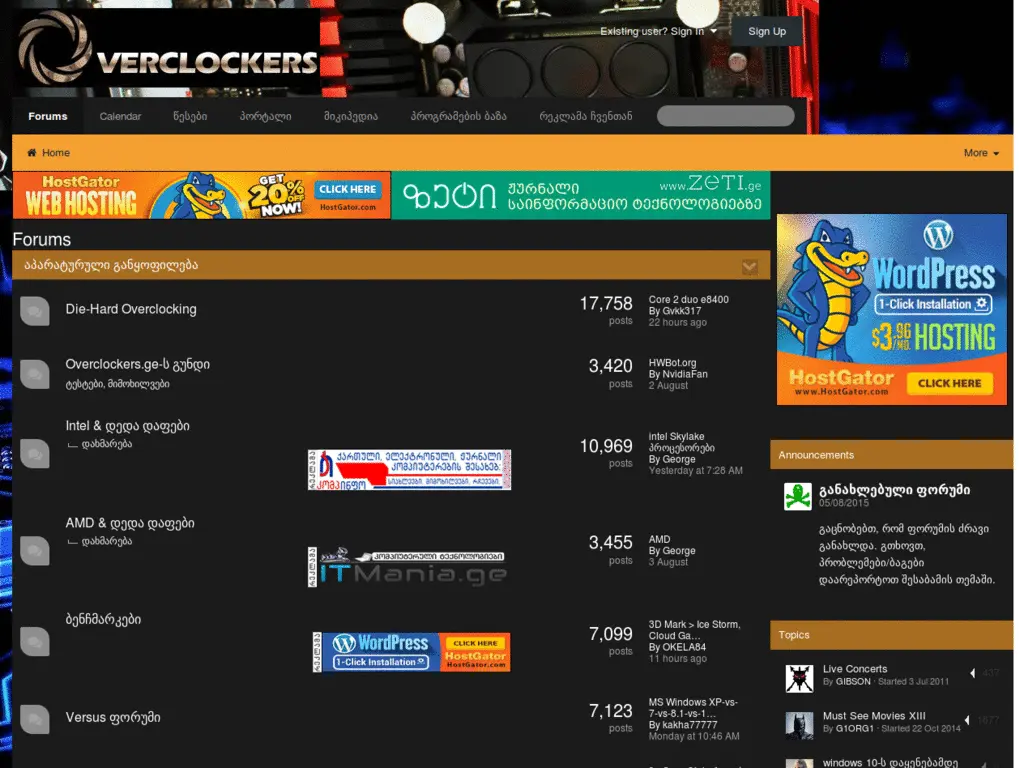 VERCLOCKERS
Existing user? Sign In
Sign Up
Forums
Calendar
წესები
პორტალი
მიკიპედია
პროგრამების ბაზა
რეკლამა ჩვენთან
Home
More
HostGator
WEB HOSTING
GET
20% OFF
NOW!
CLICK HERE
HostGator.com
ზეტი
ჟურნალი
საინფორმაციო ტექნოლოგიებზე
www.ZETI.ge
Forums
აპარატურული განყოფილება
Die-Hard Overclocking
17,758
posts
Core 2 duo e8400
By Gvkk317
22 hours ago
Overclockers.ge-ს გუნდი
ტესტები, მიმოხილვები
3,420
posts
HWBot.org
By NvidiaFan
2 August
Intel & დედა დაფები
დახმარება
რეკლამა
კომპინფო
ქართული, ელექტრონული, ჟურნალი
კომპიუტერების შესახებ:
სიახლეები, მიმოხილვები, რჩევები.
10,969
posts
intel Skylake
პროცესორები
By George
Yesterday at 7:28 AM
AMD & დედა დაფები
დახმარება
რეკლამა
კომპიუტერული ტექნოლოგიები
ITMania.ge
3,455
posts
AMD
By George
3 August
ბენჩმარკები
რეკლამა
WordPress
1-Click Installation
CLICK HERE
HostGator
HostGator.com
7,099
posts
3D Mark > Ice Storm,
Cloud Ga...
By OKELA84
11 hours ago
Versus ფორუმი
7,123
posts
MS Windows XP-vs-
7-vs-8.1-vs-1...
By kakha77777
Monday at 10:46 AM
WordPress
1-Click Installation
$3.96/MO. HOSTING
HostGator
www.HostGator.com
CLICK HERE
Announcements
განახლებული ფორუმი
05/08/2015
გაცნობებთ, რომ ფორუმის ძრავი
განახლდა. გთხოვთ,
პრობლემები/ბაგები
დაარეპორტოთ შესაბამის თემაში.
Topics
Live Concerts
By GIBSON · Started 3 Jul 2011
437
Must See Movies XIII
By G1ORG1 · Started 22 Oct 2014
1677
windows 10-ს დაყენებამდე